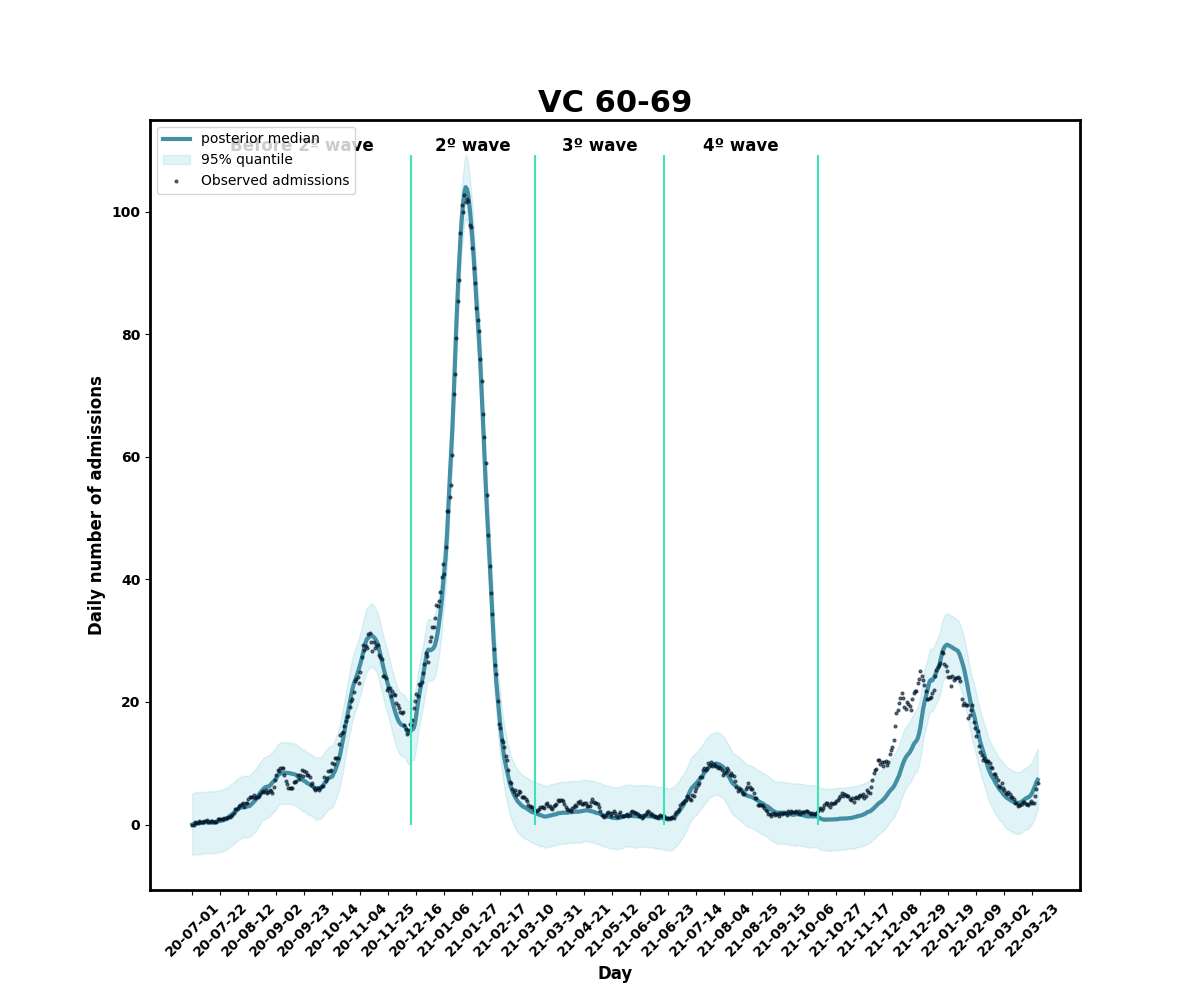 VC 60-69
Before 2º wave 2º wave 3º wave 4º wave
posterior median
95% quantile
Observed admissions
Daily number of admissions
100
80
60
40
20
0
20-07-01 20-07-22 20-08-12 20-09-02 20-09-23 20-10-14 20-11-04 20-11-25 20-12-16 21-01-06 21-01-27 21-02-17 21-03-10 21-03-31 21-04-21 21-05-12 21-06-02 21-06-23 21-07-14 21-08-04 21-08-25 21-09-15 21-10-06 21-10-27 21-11-17 21-12-08 21-12-29 22-01-19 22-02-09 22-03-02 22-03-23
Day